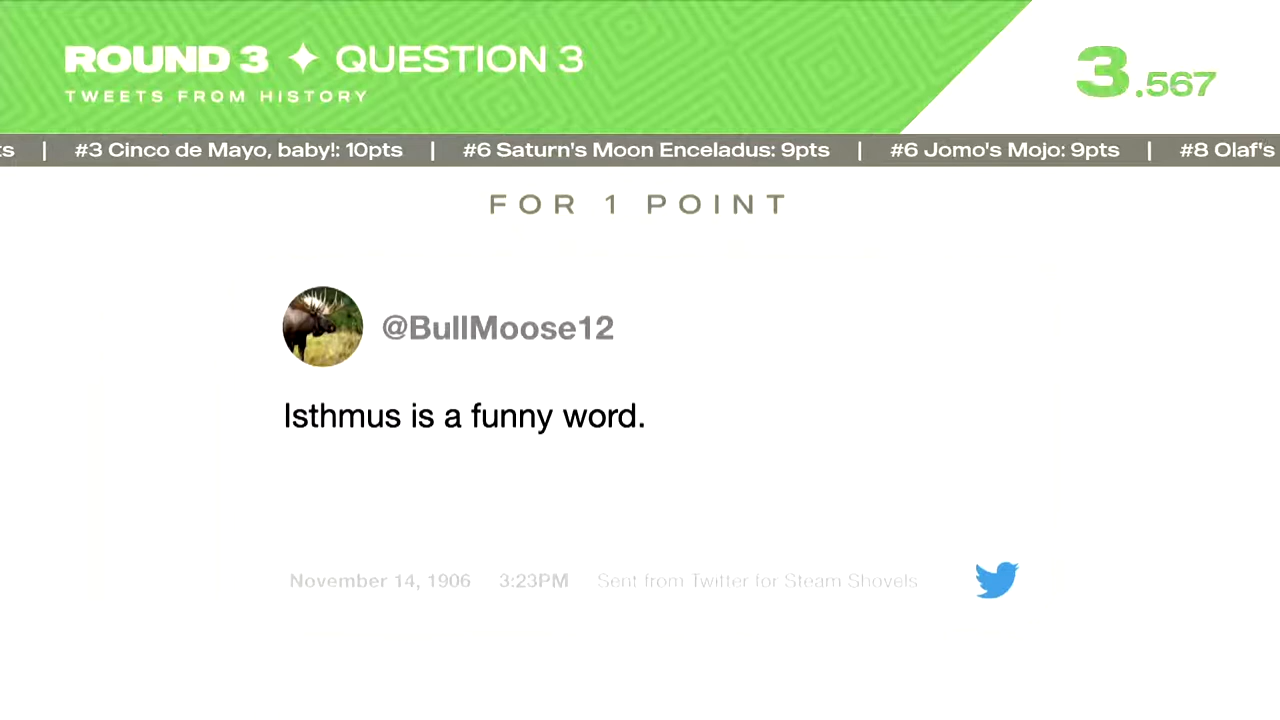 ROUND 3 ✦ QUESTION 3
TWEETS FROM HISTORY
3.567
ts | #3 Cinco de Mayo, baby!: 10pts | #6 Saturn's Moon Enceladus: 9pts | #6 Jomo's Mojo: 9pts | #8 Olaf's
FOR 1 POINT
@BullMoose12
Isthmus is a funny word.
November 14, 1906 3:23PM Sent from Twitter for Steam Shovels